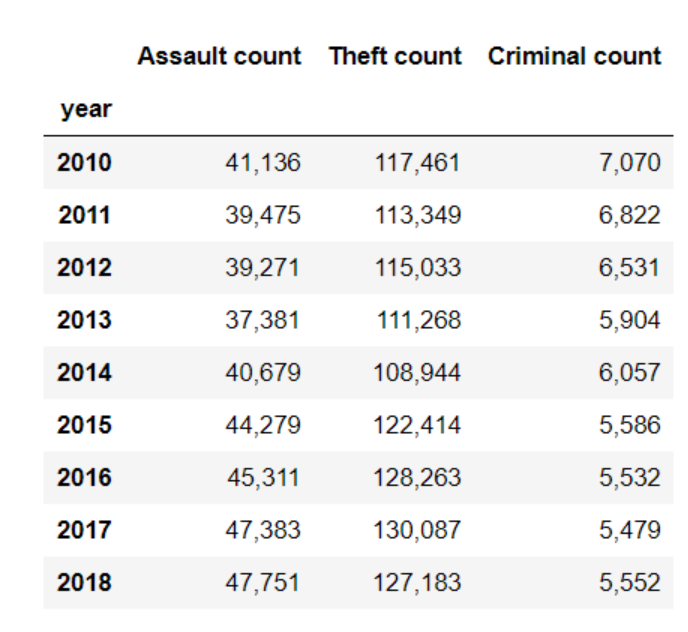 Assault count Theft count Criminal count
year
2010 41,136 117,461 7,070
2011 39,475 113,349 6,822
2012 39,271 115,033 6,531
2013 37,381 111,268 5,904
2014 40,679 108,944 6,057
2015 44,279 122,414 5,586
2016 45,311 128,263 5,532
2017 47,383 130,087 5,479
2018 47,751 127,183 5,552